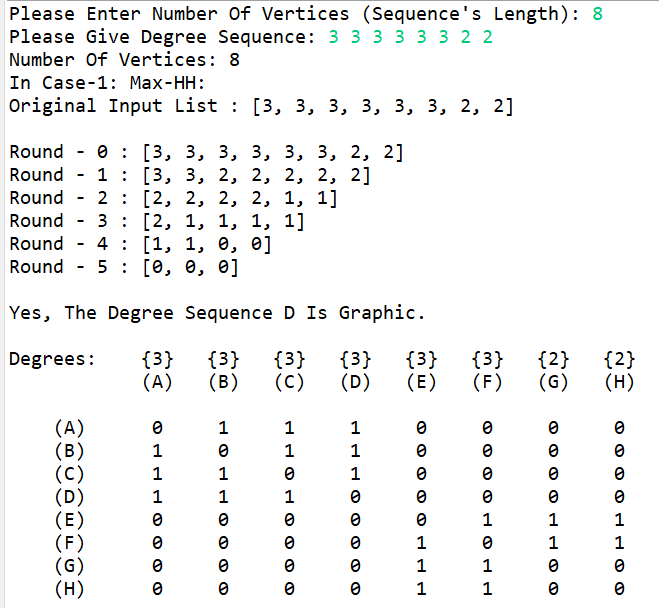 Please Enter Number Of Vertices (Sequence's Length): 8
Please Give Degree Sequence: 3 3 3 3 3 3 2 2
Number Of Vertices: 8
In Case-1: Max-HH:
Original Input List : [3, 3, 3, 3, 3, 3, 2, 2]
Round - 0 : [3, 3, 3, 3, 3, 3, 2, 2]
Round - 1 : [3, 3, 2, 2, 2, 2, 2]
Round - 2 : [2, 2, 2, 2, 1, 1]
Round - 3 : [2, 1, 1, 1, 1]
Round - 4 : [1, 1, 0, 0]
Round - 5 : [0, 0, 0]
Yes, The Degree Sequence D Is Graphic.
Degrees: {3} {3} {3} {3} {3} {3} {2} {2}
(A) (B) (C) (D) (E) (F) (G) (H)
(A) 0 1 1 1 0 0 0 0
(B) 1 0 1 1 0 0 0 0
(C) 1 1 0 1 0 0 0 0
(D) 1 1 1 0 0 0 0 0
(E) 0 0 0 0 0 1 1 1
(F) 0 0 0 0 1 0 1 1
(G) 0 0 0 0 1 1 0 0
(H) 0 0 0 0 1 1 0 0